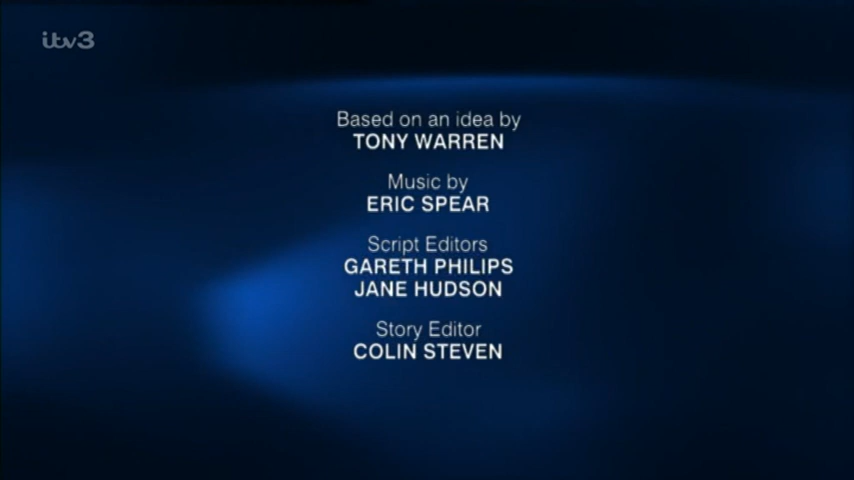 itv3
Based on an idea by
TONY WARREN
Music by
ERIC SPEAR
Script Editors
GARETH PHILIPS
JANE HUDSON
Story Editor
COLIN STEVEN